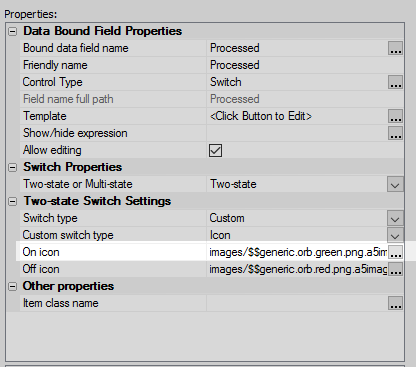 Properties:
Data Bound Field Properties
Bound data field name Processed ...
Friendly name Processed
Control Type Switch ...
Field name full path Processed
Template <Click Button to Edit> ...
Show/hide expression ...
Allow editing
Switch Properties
Two-state or Multi-state Two-state
Two-state Switch Settings
Switch type Custom
Custom switch type Icon
On icon images/$$generic.orb.green.png.a5im ...
Off icon images/$$generic.orb.red.png.a5imag ...
Other properties
Item class name ...